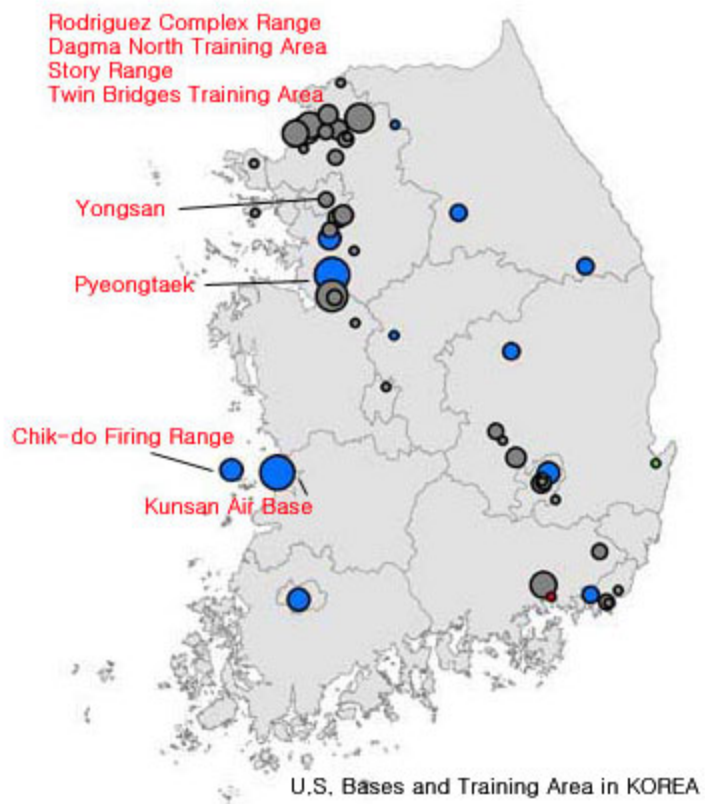 Rodriguez Complex Range
Dagma North Training Area
Story Range
Twin Bridges Training Area
Yongsan
Pyeongtaek
Chik-do Firing Range
Kunsan Air Base
U.S. Bases and Training Area in KOREA